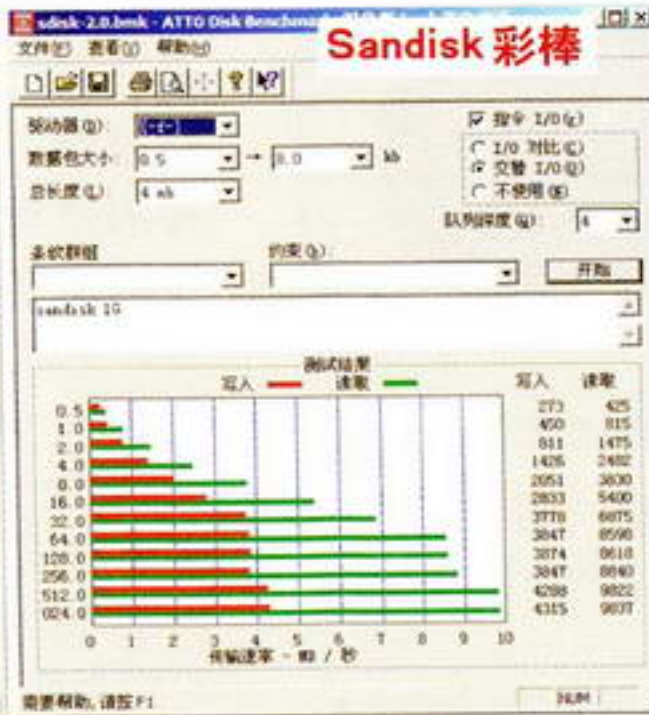 sdisk-2.0.bmk - ATTO Disk Benchmark
Sandisk 彩棒
文件(F) 查看(V) 帮助(H)
驱动器(D): [-f-]
指令 I/O
数据包大小: 0.5 → 8.0 kb
I/O 对比(C)
交替 I/O(O)
总长度(L) 4 mb
不使用(N)
队列深度(Q): 4
条纹群组 约束(b):
开始
sandisk 1G
测试结果
写入 读取 写入 读取
0.5 273 425
1.0 450 815
2.0 811 1475
4.0 1426 2482
8.0 2051 3830
16.0 2833 5400
32.0 3778 6875
64.0 3847 8598
128.0 3874 8618
256.0 3847 8840
512.0 4288 9822
024.0 4315 9837
0 1 2 3 4 5 6 7 8 9 10
传输速率 - MB / 秒
需要帮助, 请按 F1 NUM